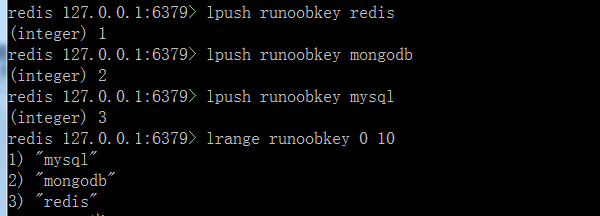 redis 127.0.0.1:6379> lpush runoobkey redis
(integer) 1
redis 127.0.0.1:6379> lpush runoobkey mongodb
(integer) 2
redis 127.0.0.1:6379> lpush runoobkey mysql
(integer) 3
redis 127.0.0.1:6379> lrange runoobkey 0 10
1) "mysql"
2) "mongodb"
3) "redis"